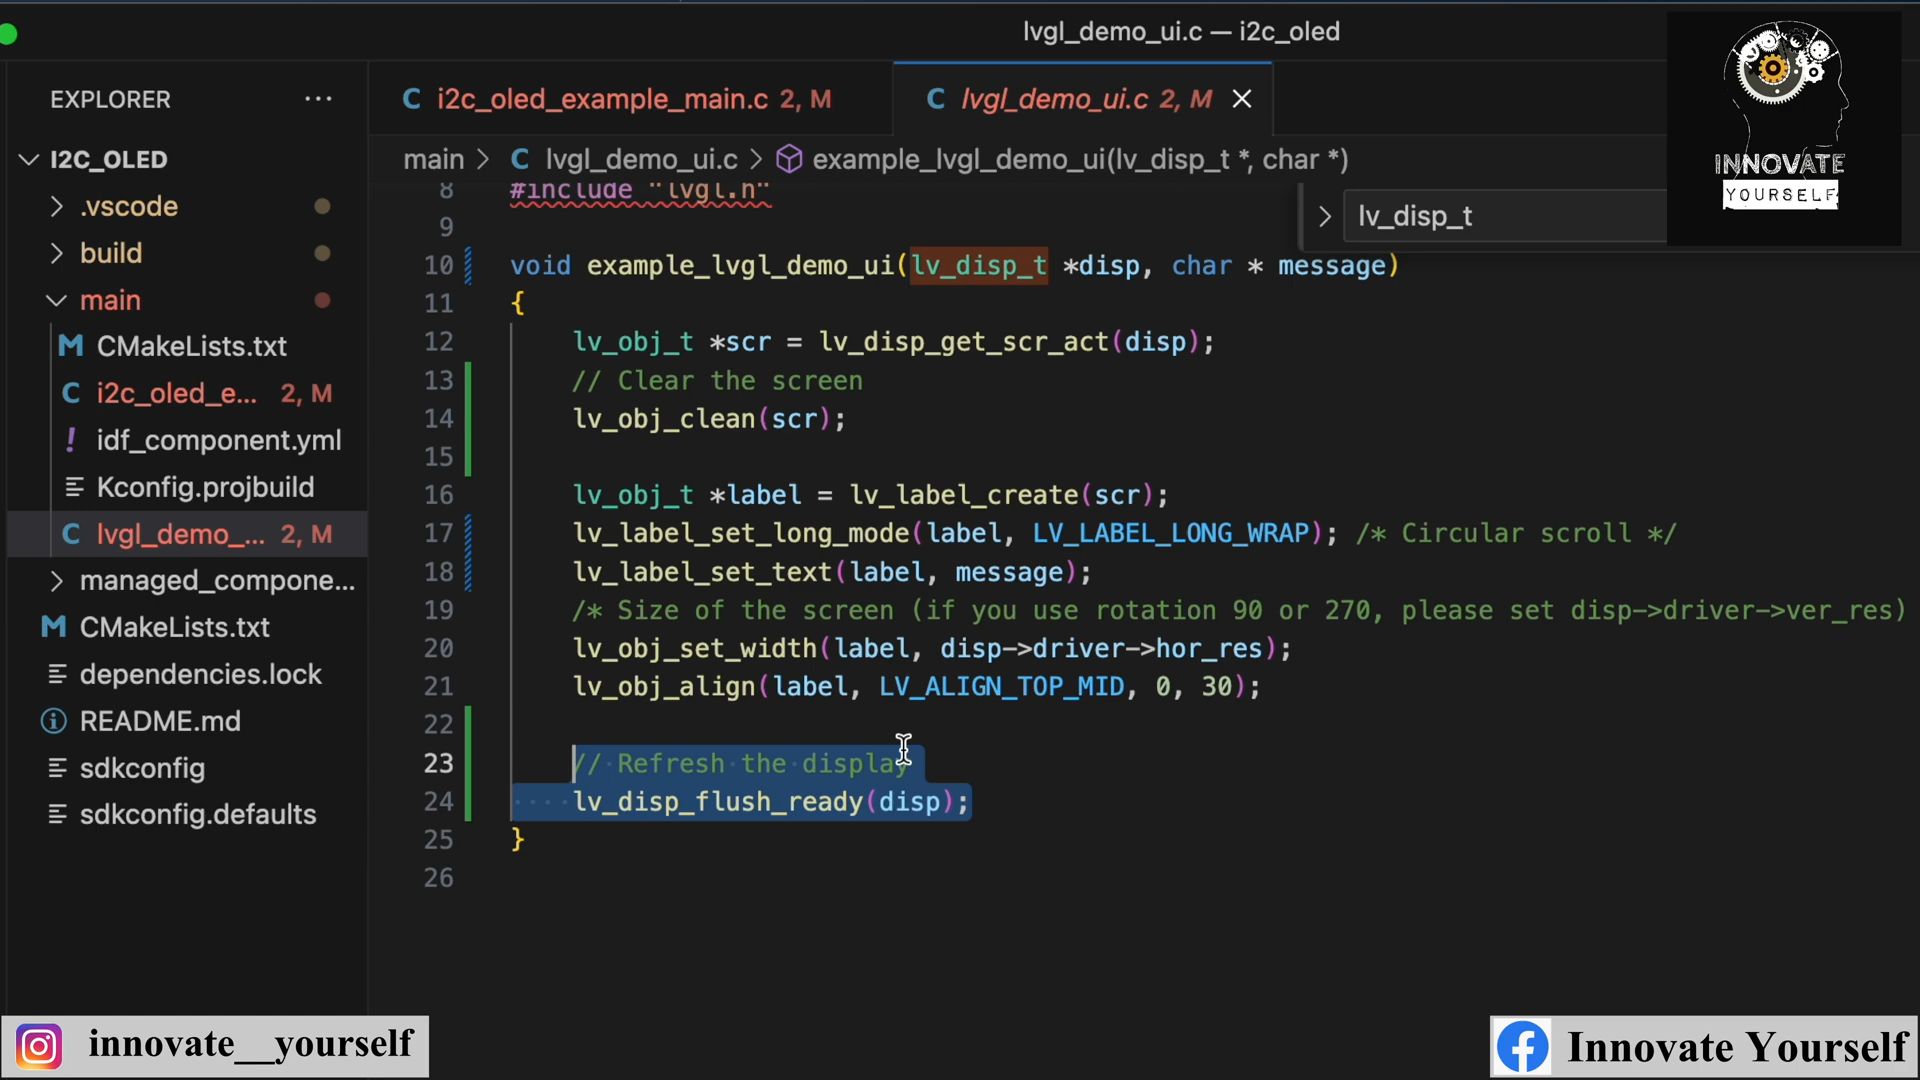 lvgl_demo_ui.c — i2c_oled
INNOVATE
YOURSELF
EXPLORER
I2C_OLED
.vscode
build
main
M CMakeLists.txt
C i2c_oled_e... 2, M
! idf_component.yml
Kconfig.projbuild
C lvgl_demo_... 2, M
managed_compone...
M CMakeLists.txt
dependencies.lock
README.md
sdkconfig
sdkconfig.defaults
C i2c_oled_example_main.c 2, M
C lvgl_demo_ui.c 2, M
main > C lvgl_demo_ui.c > example_lvgl_demo_ui(lv_disp_t *, char *)
lv_disp_t
8 #include "lvgl.h"
9
10 void example_lvgl_demo_ui(lv_disp_t *disp, char * message)
11 {
12 lv_obj_t *scr = lv_disp_get_scr_act(disp);
13 // Clear the screen
14 lv_obj_clean(scr);
15
16 lv_obj_t *label = lv_label_create(scr);
17 lv_label_set_long_mode(label, LV_LABEL_LONG_WRAP); /* Circular scroll */
18 lv_label_set_text(label, message);
19 /* Size of the screen (if you use rotation 90 or 270, please set disp->driver->ver_res)
20 lv_obj_set_width(label, disp->driver->hor_res);
21 lv_obj_align(label, LV_ALIGN_TOP_MID, 0, 30);
22
23 // Refresh the display
24 lv_disp_flush_ready(disp);
25 }
26
innovate__yourself
Innovate Yourself